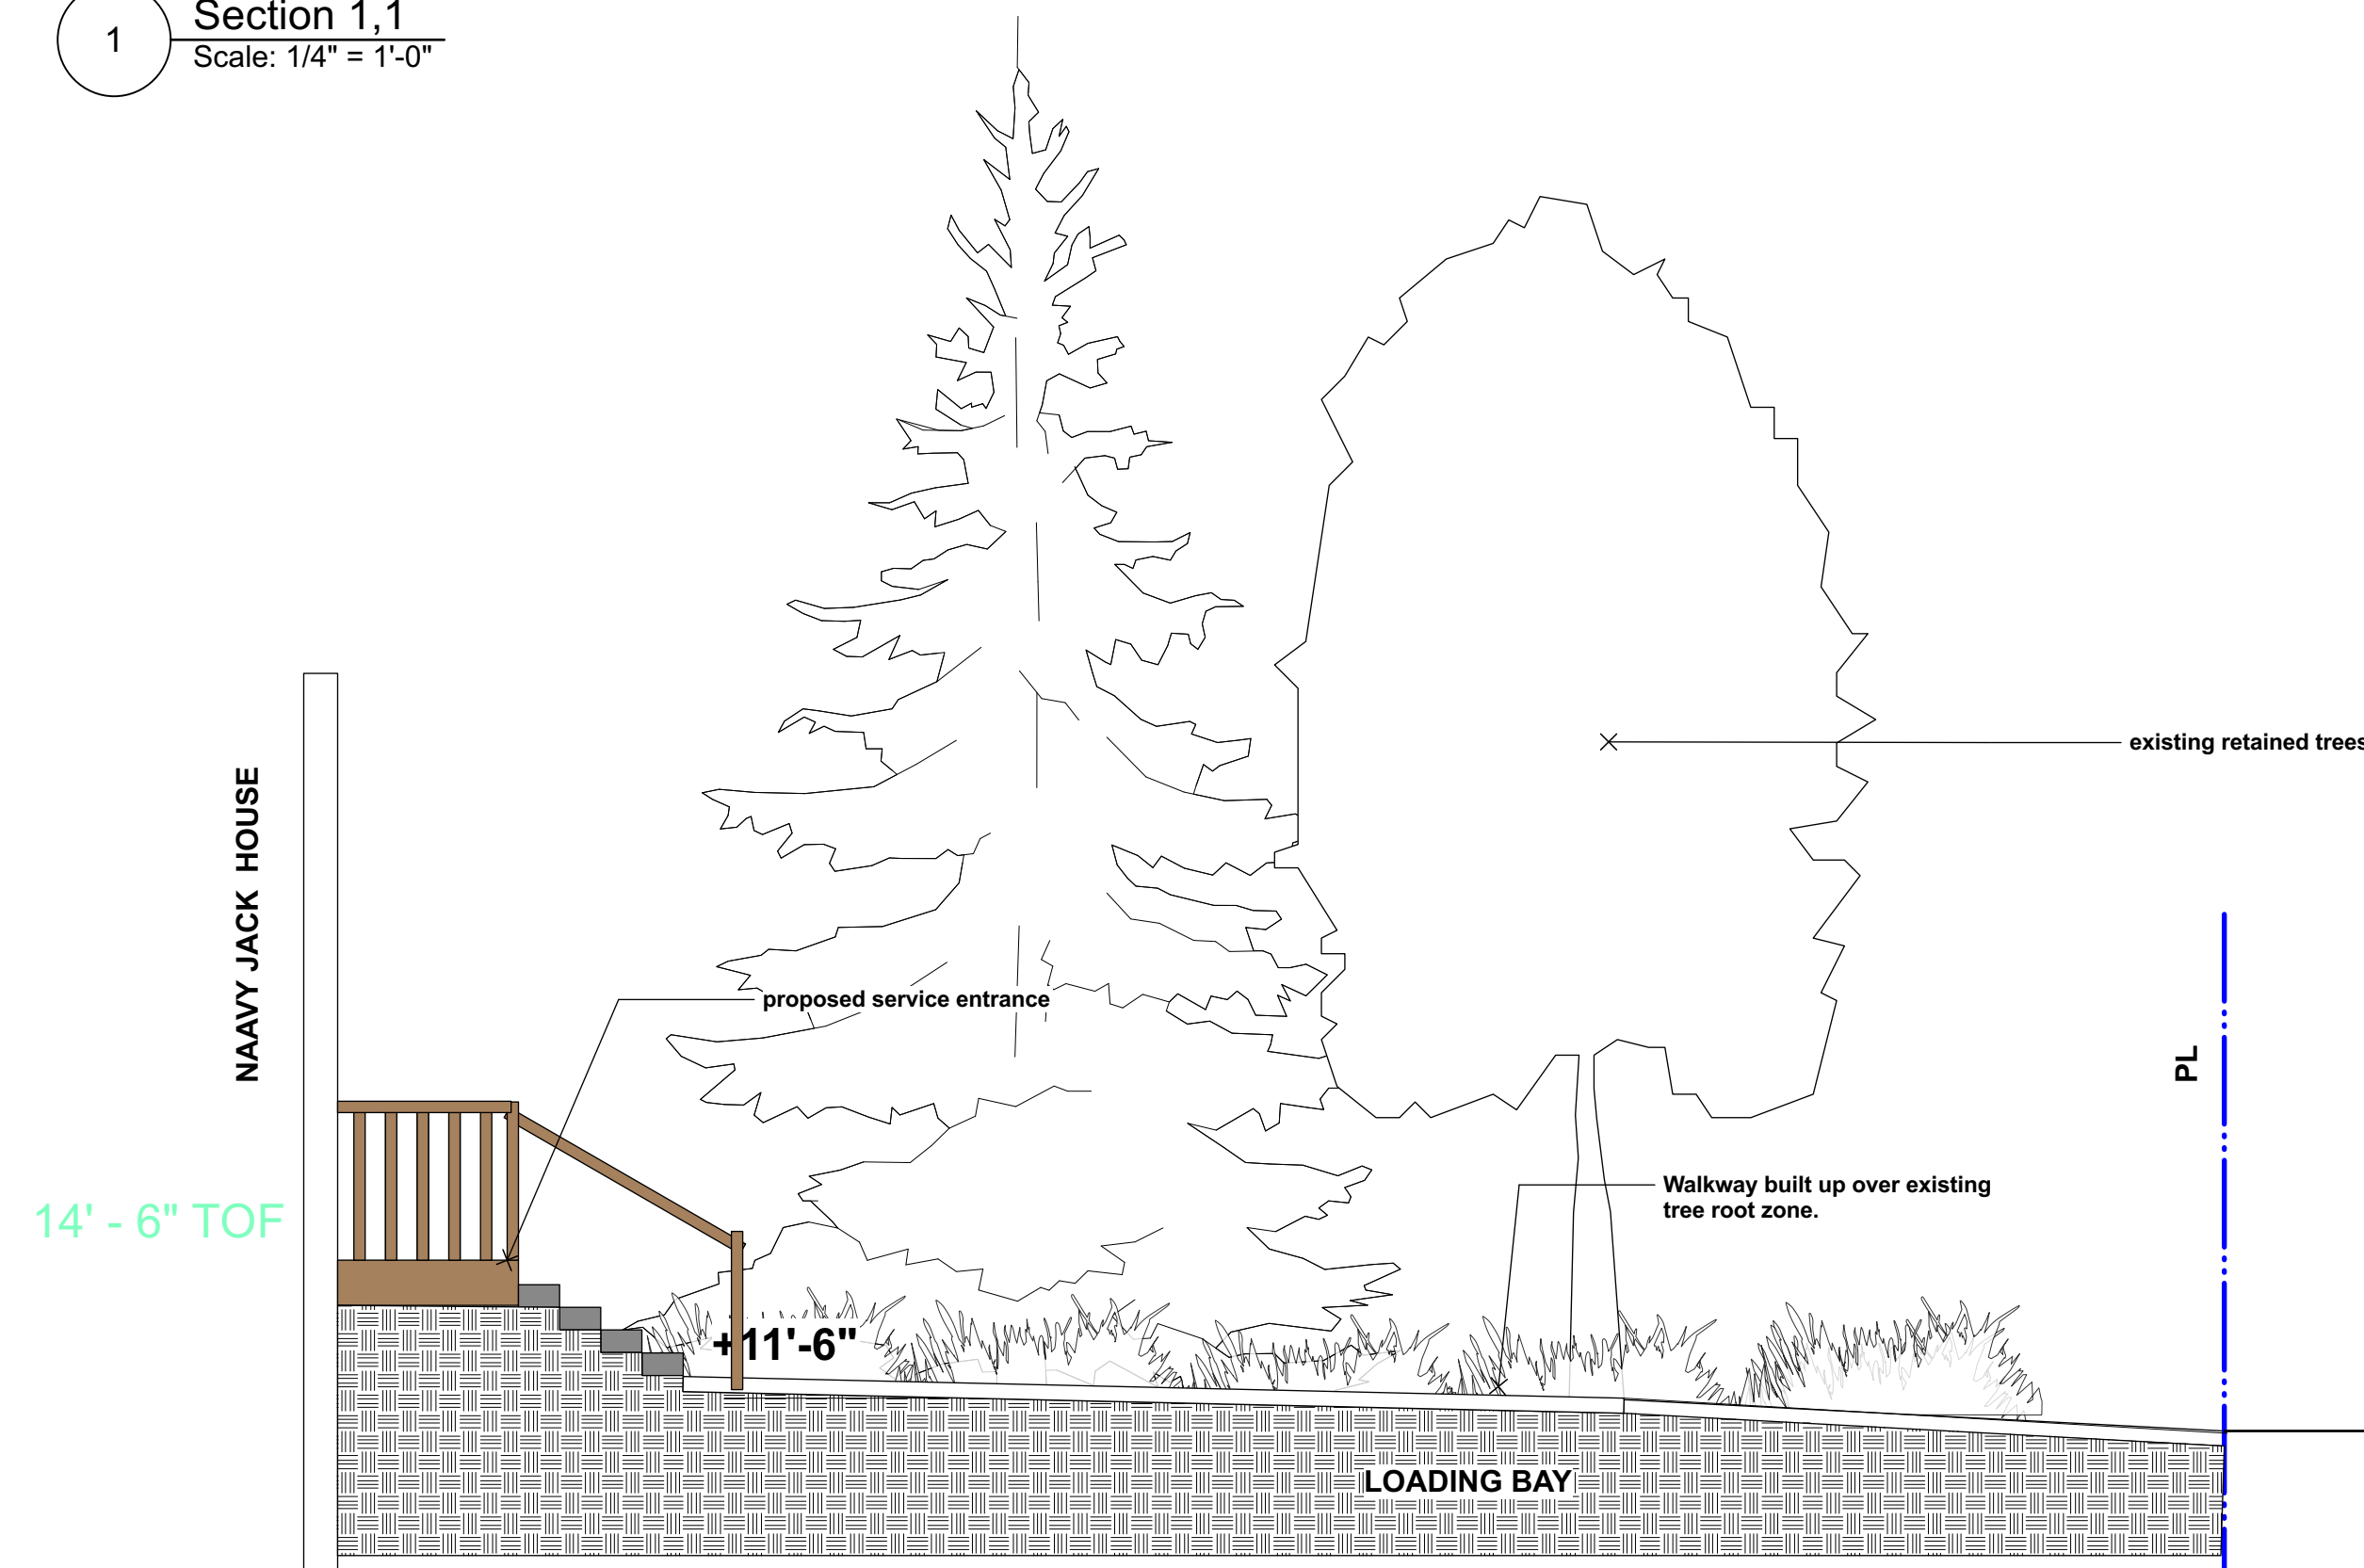 1
Section 1,1
Scale: 1/4" = 1'-0"
existing retained trees
NAAVY JACK HOUSE
proposed service entrance
PL
Walkway built up over existing
tree root zone.
14' - 6" TOF
+11'-6"
LOADING BAY